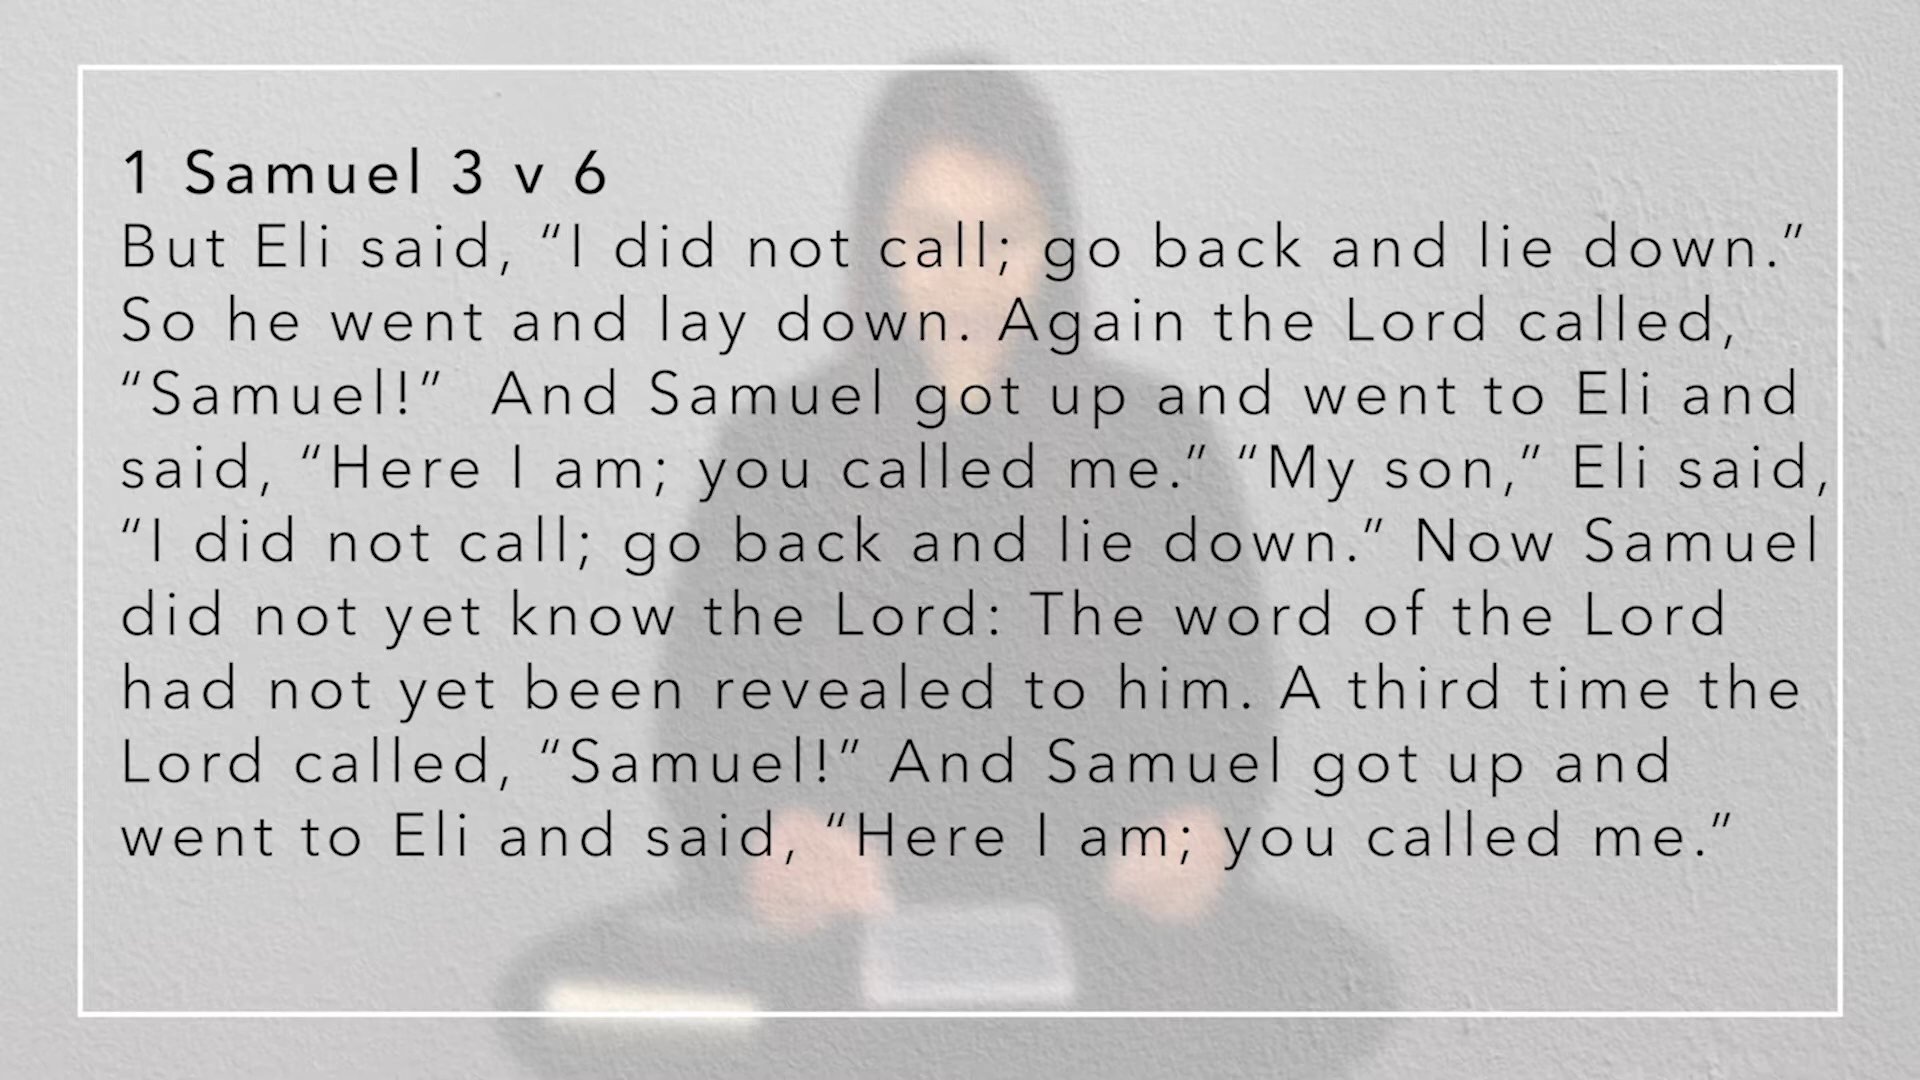 1 Samuel 3 v 6
But Eli said, “I did not call; go back and lie down.”
So he went and lay down. Again the Lord called,
“Samuel!”  And Samuel got up and went to Eli and
said, “Here I am; you called me.” “My son,” Eli said,
“I did not call; go back and lie down.” Now Samuel
did not yet know the Lord: The word of the Lord
had not yet been revealed to him. A third time the
Lord called, “Samuel!” And Samuel got up and
went to Eli and said, “Here I am; you called me.”